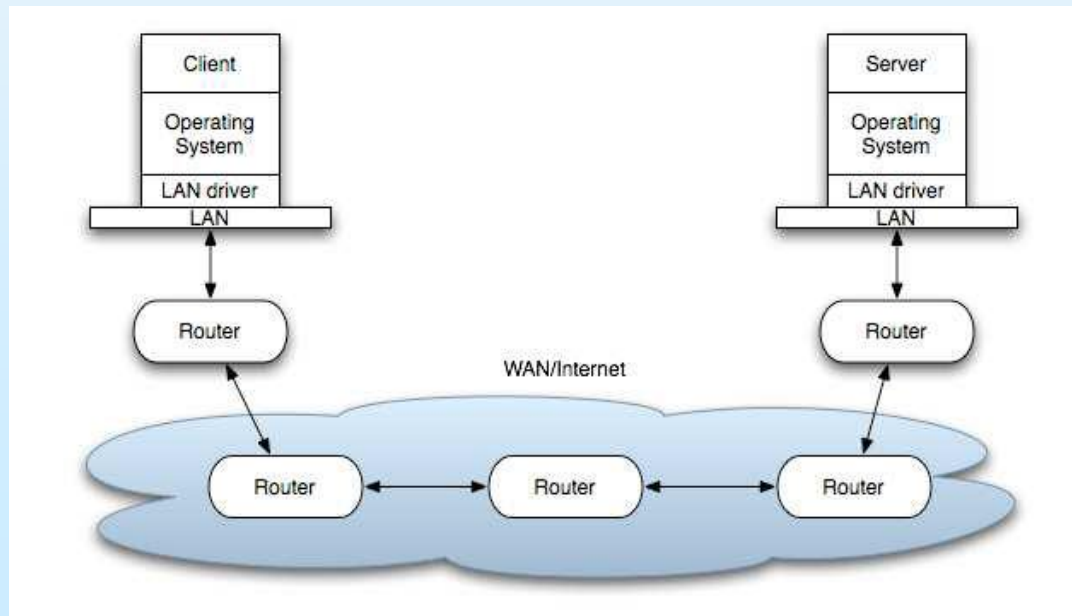 Client
Operating
System
LAN driver
LAN
Server
Operating
System
LAN driver
LAN
Router
Router
WAN/Internet
Router
Router
Router